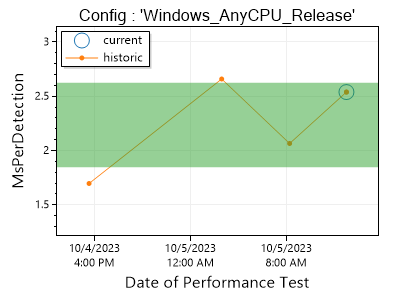 Config : 'Windows_AnyCPU_Release'
current
historic
MsPerDetection
3
2.5
2
1.5
10/4/2023
4:00 PM
10/5/2023
12:00 AM
10/5/2023
8:00 AM
Date of Performance Test